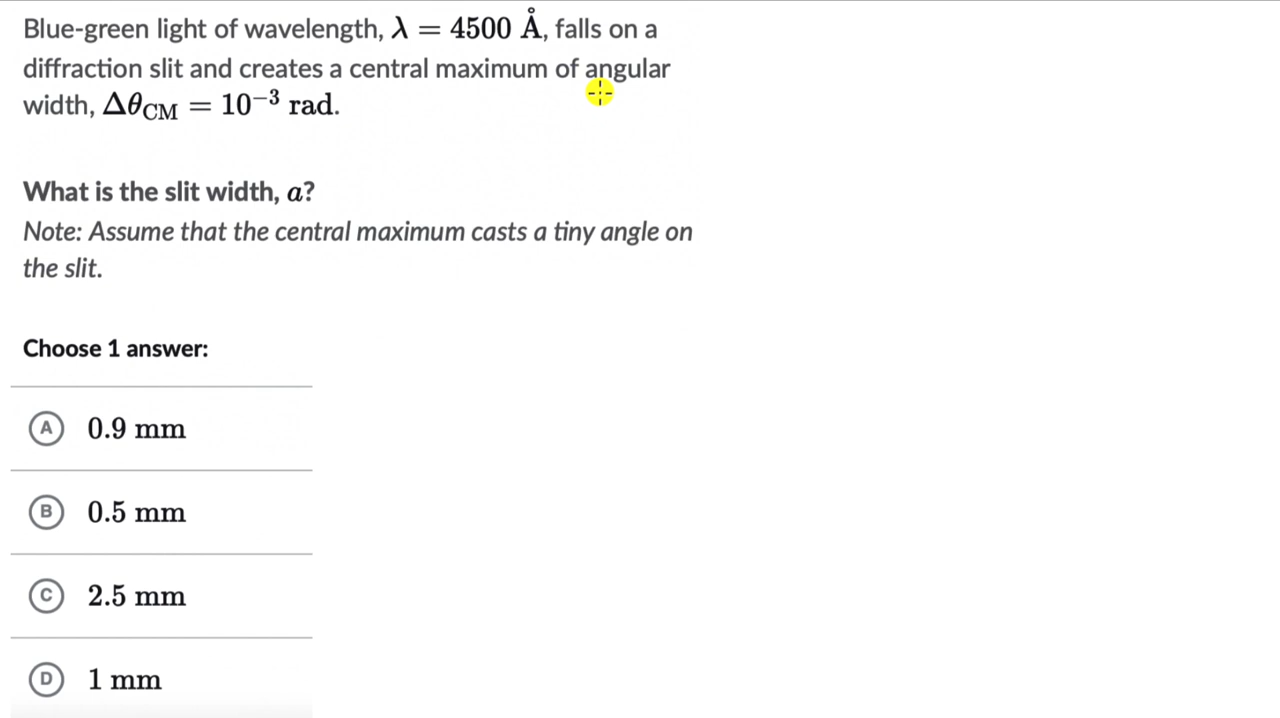 Blue-green light of wavelength, λ = 4500 Å, falls on a
diffraction slit and creates a central maximum of angular
width, Δθ_CM = 10⁻³ rad.
What is the slit width, a?
Note: Assume that the central maximum casts a tiny angle on
the slit.
Choose 1 answer:
A 0.9 mm
B 0.5 mm
C 2.5 mm
D 1 mm